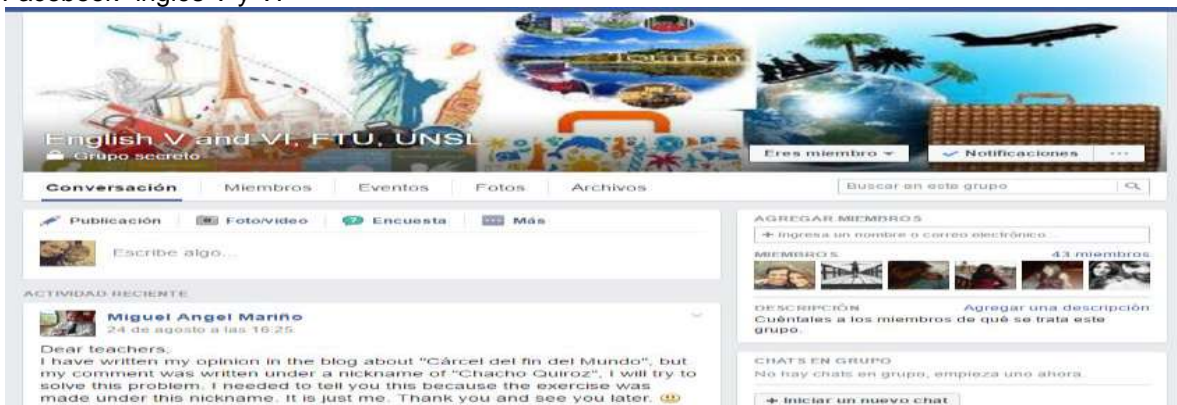 Facebook "Inglés V y VI"
Tourism
English V and VI, FTU, UNSL
Grupo secreto
Eres miembro
Notificaciones
Conversación
Miembros
Eventos
Fotos
Archivos
Buscar en este grupo
Publicación
Foto/video
Encuesta
Más
Escribe algo...
ACTIVIDAD RECIENTE
Miguel Angel Mariño
24 de agosto a las 16:25
Dear teachers,
I have written my opinion in the blog about "Cárcel del fin del Mundo", but
my comment was written under a nickname of "Chacho Quiroz", I will try to
solve this problem. I needed to tell you this because the exercise was
made under this nickname. It is just me. Thank you and see you later.
AGREGAR MIEMBROS
+ Ingresa un nombre o correo electrónico...
MIEMBROS
43 miembros
DESCRIPCIÓN
Agregar una descripción
Cuéntales a los miembros de qué se trata este
grupo.
CHATS EN GRUPO
No hay chats en grupo, empieza uno ahora.
+ Iniciar un nuevo chat